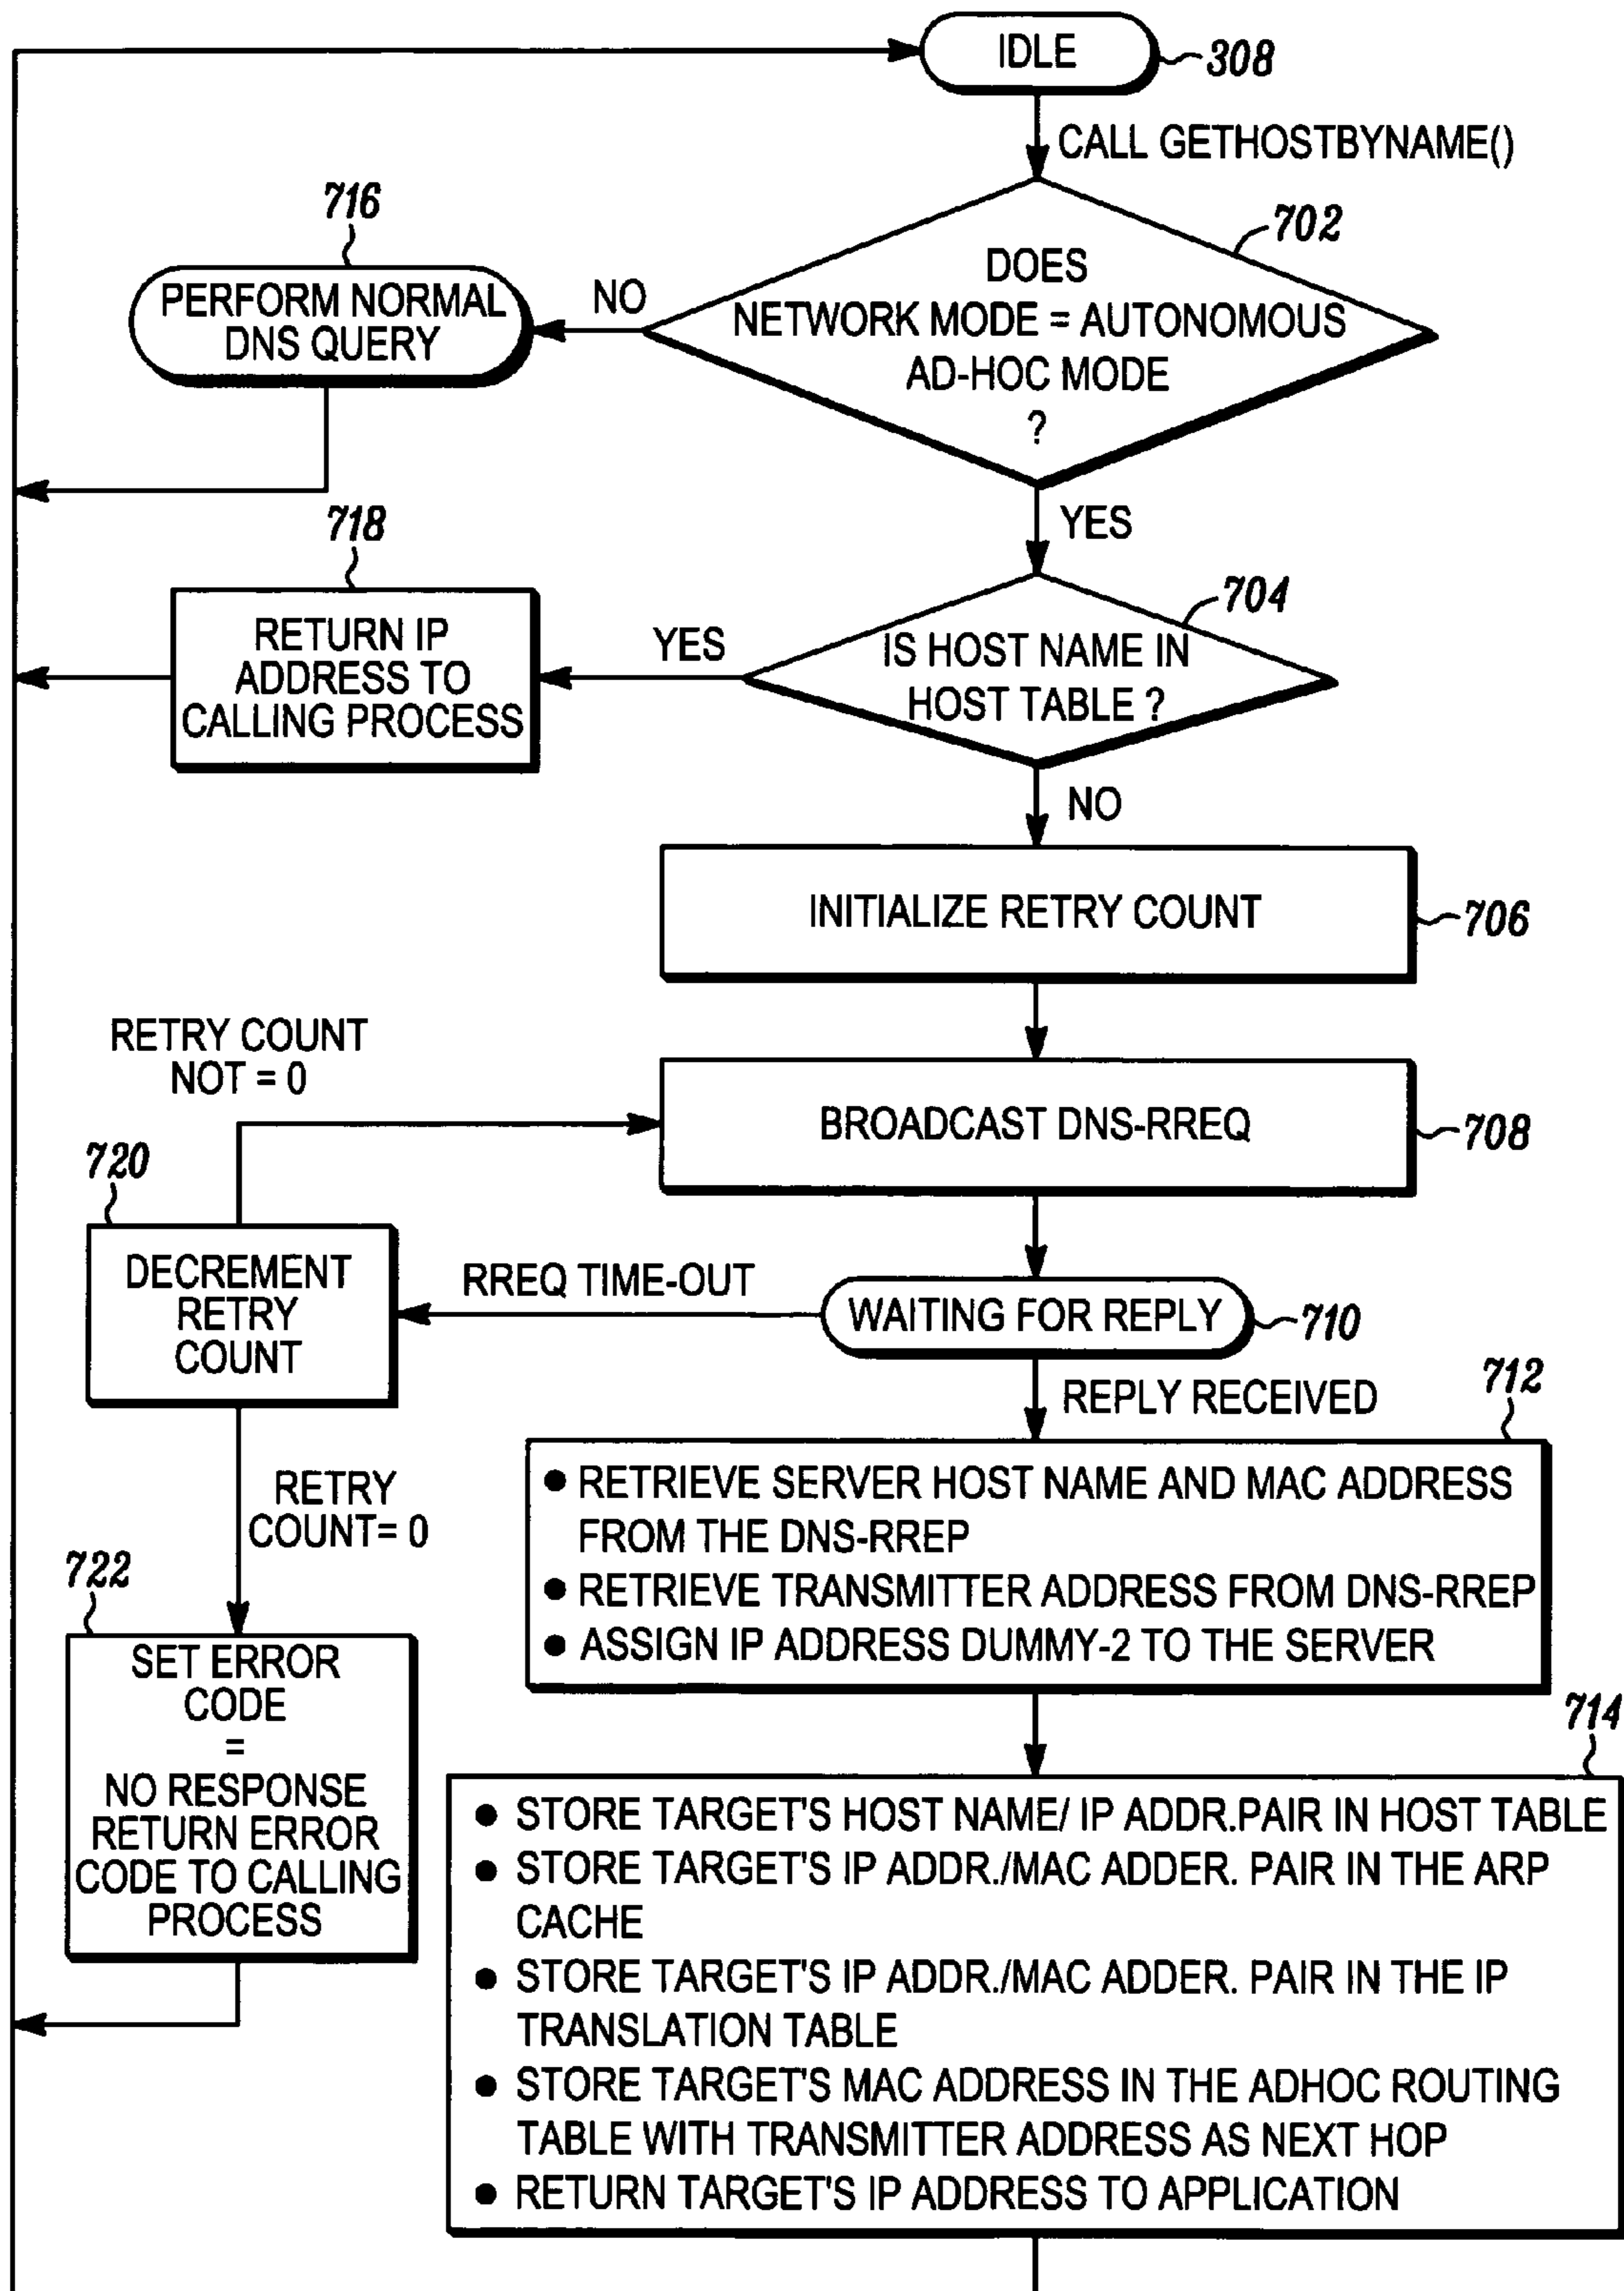 IDLE
308
CALL GETHOSTBYNAME()
716
702
PERFORM NORMAL
DNS QUERY
NO
DOES
NETWORK MODE = AUTONOMOUS
AD-HOC MODE
?
YES
718
704
RETURN IP
ADDRESS TO
CALLING PROCESS
YES
IS HOST NAME IN
HOST TABLE ?
NO
INITIALIZE RETRY COUNT
706
RETRY COUNT
NOT = 0
BROADCAST DNS-RREQ
708
720
DECREMENT
RETRY
COUNT
RREQ TIME-OUT
WAITING FOR REPLY
710
REPLY RECEIVED
712
RETRY
COUNT= 0
● RETRIEVE SERVER HOST NAME AND MAC ADDRESS
FROM THE DNS-RREP
● RETRIEVE TRANSMITTER ADDRESS FROM DNS-RREP
● ASSIGN IP ADDRESS DUMMY-2 TO THE SERVER
722
SET ERROR
CODE
=
NO RESPONSE
RETURN ERROR
CODE TO CALLING
PROCESS
714
● STORE TARGET'S HOST NAME/ IP ADDR.PAIR IN HOST TABLE
● STORE TARGET'S IP ADDR./MAC ADDER. PAIR IN THE ARP
CACHE
● STORE TARGET'S IP ADDR./MAC ADDER. PAIR IN THE IP
TRANSLATION TABLE
● STORE TARGET'S MAC ADDRESS IN THE ADHOC ROUTING
TABLE WITH TRANSMITTER ADDRESS AS NEXT HOP
● RETURN TARGET'S IP ADDRESS TO APPLICATION